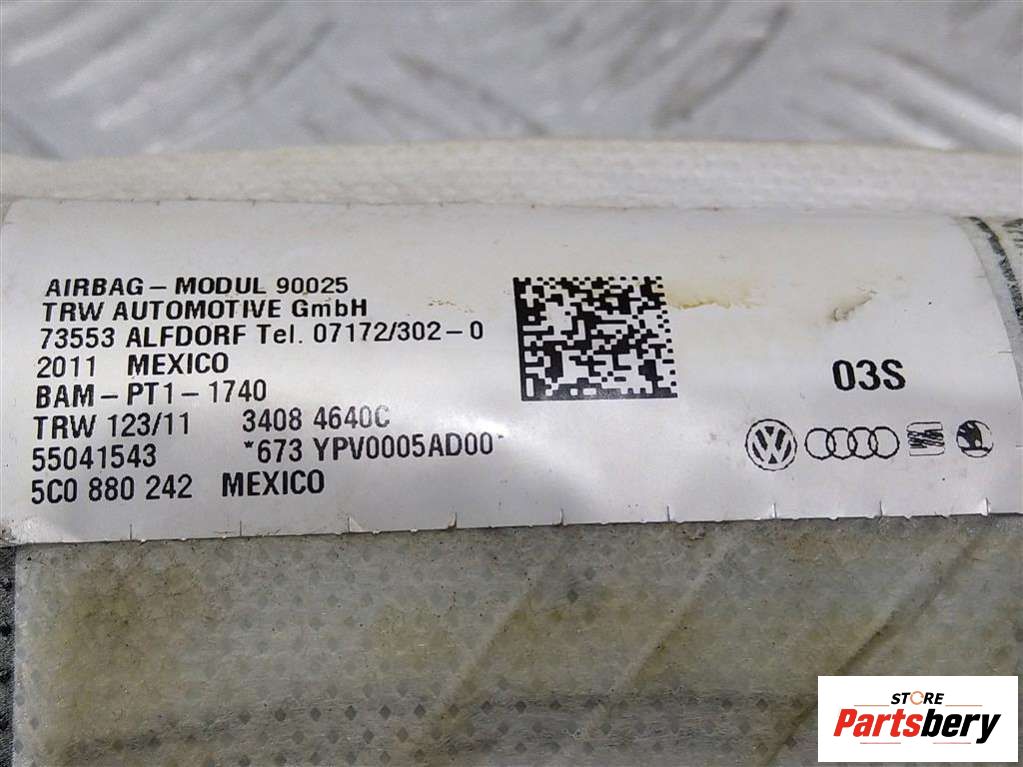 AIRBAG – MODUL 90025
TRW AUTOMOTIVE GmbH
73553 ALFDORF Tel. 07172/302 – 0
2011 MEXICO
BAM – PT1 – 1740
TRW 123/11 3408 4640C
55041543 *673 YPV0005AD00*
5C0 880 242 MEXICO
03S
STORE
Partsbery